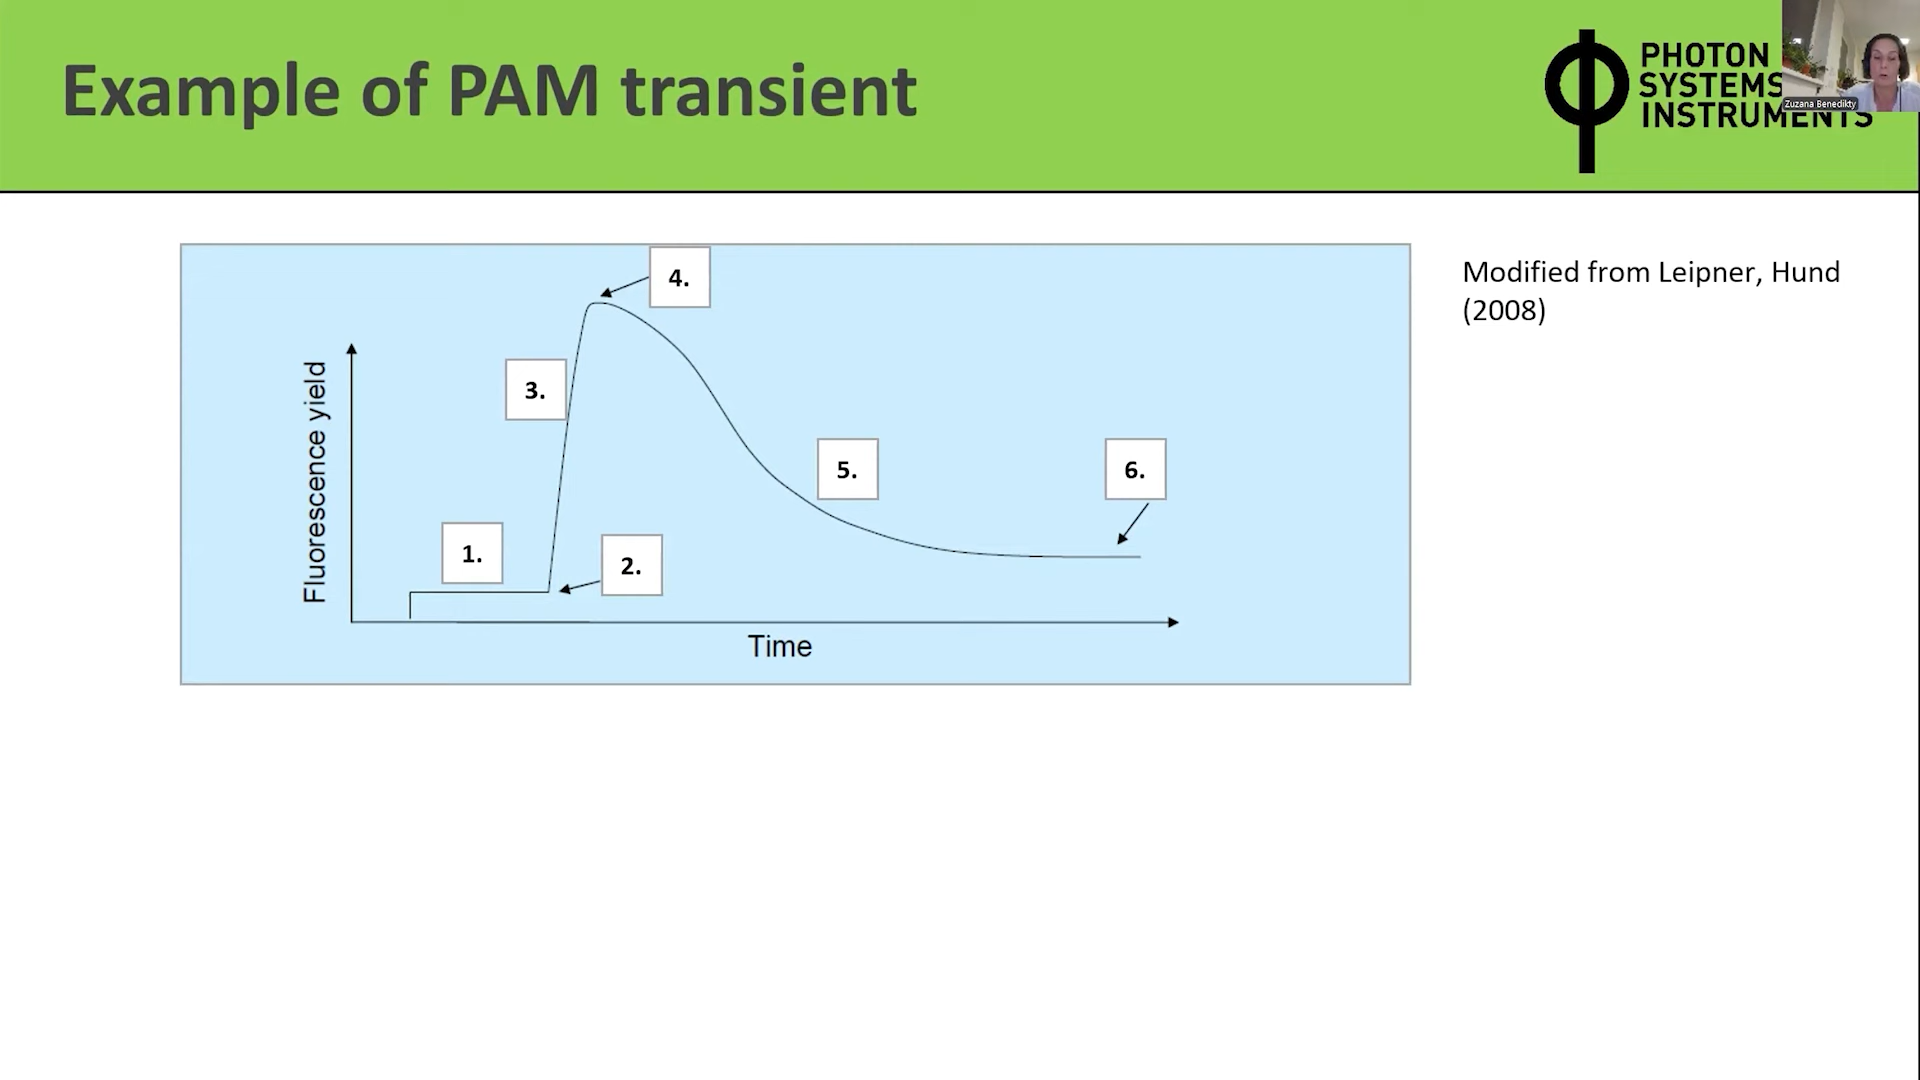 Example of PAM transient
PHOTON
SYSTEMS
INSTRUMENTS
Zuzana Benedikty
Modified from Leipner, Hund
(2008)
4.
3.
5.
6.
1.
2.
Fluorescence yield
Time